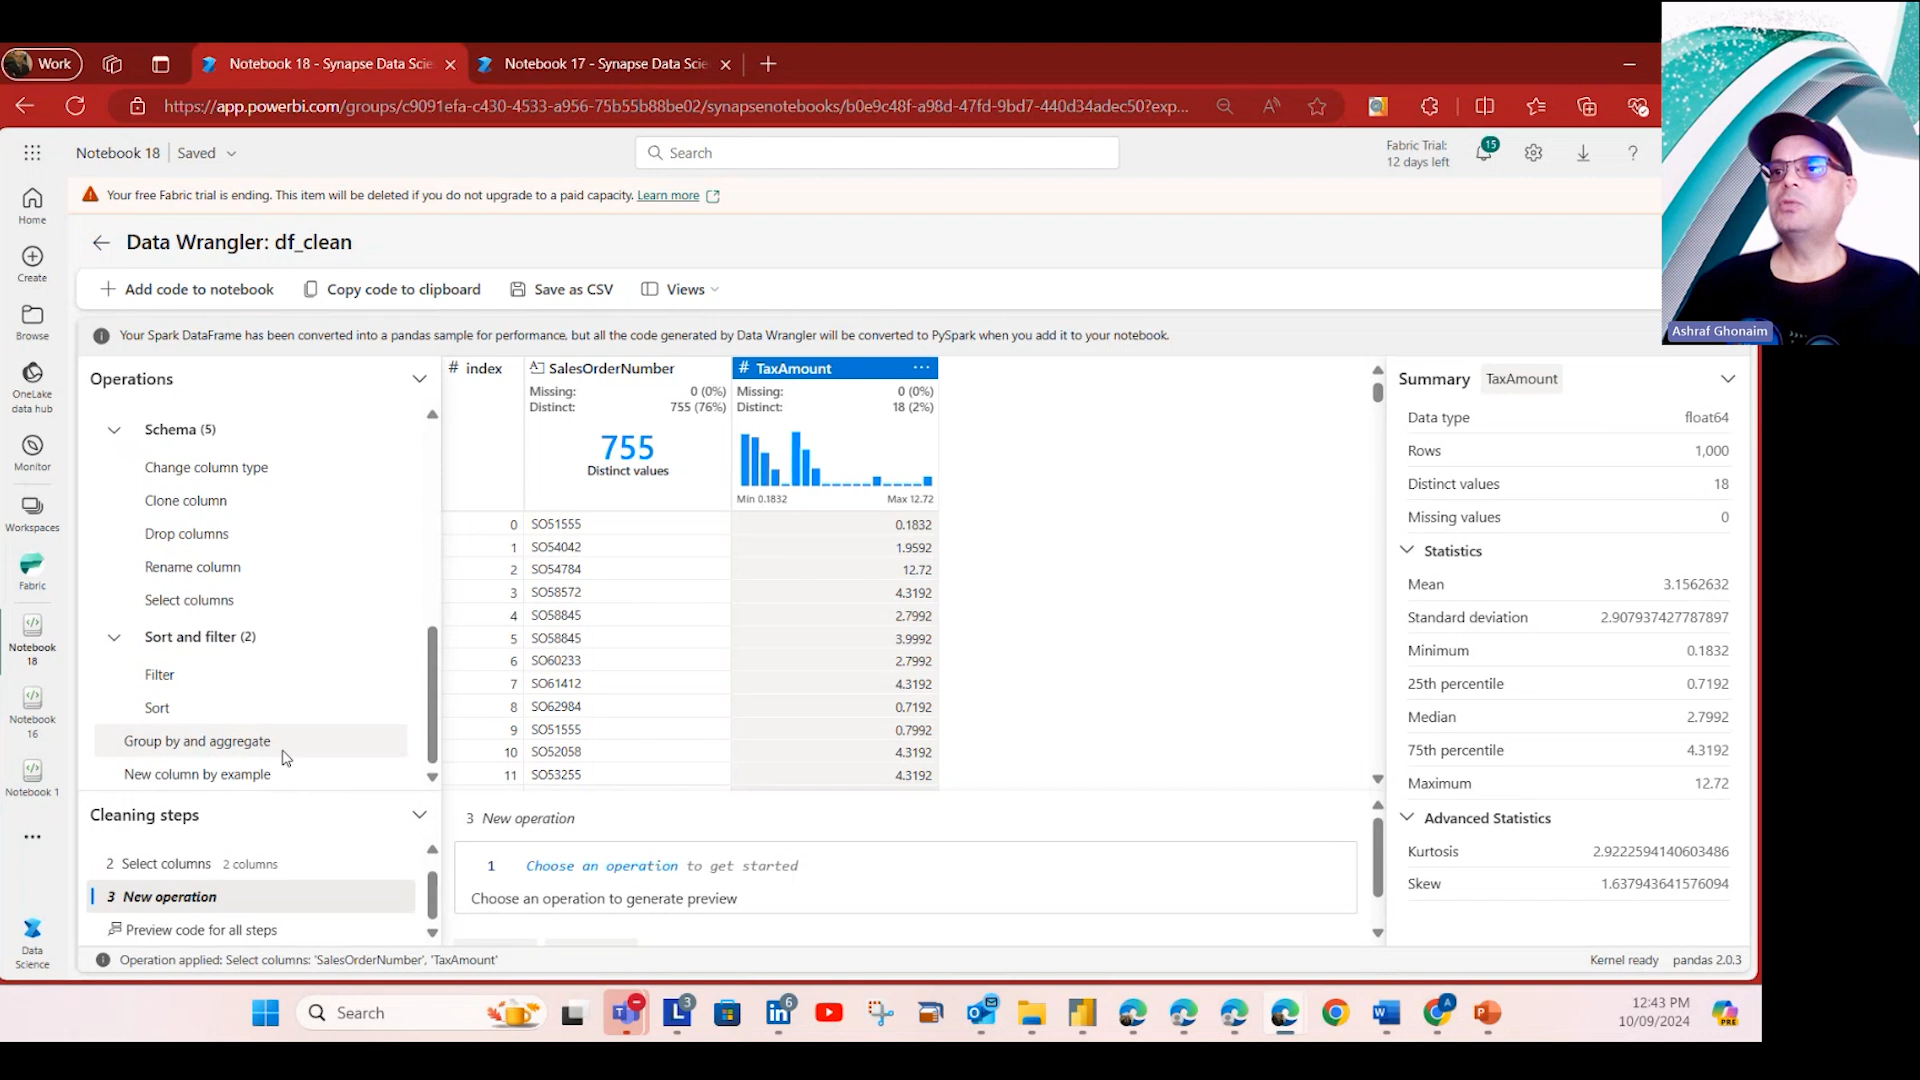 Work
Notebook 18 - Synapse Data Scie
Notebook 17 - Synapse Data Scie
https://app.powerbi.com/groups/c9091efa-c430-4533-a956-75b55b88be02/synapsenotebooks/b0e9c48f-a98d-47fd-9bd7-440d34adec50?exp...
Notebook 18
Saved
Search
Fabric Trial:
12 days left
15
?
Your free Fabric trial is ending. This item will be deleted if you do not upgrade to a paid capacity. Learn more
Home
Create
Browse
OneLake
data hub
Monitor
Workspaces
Fabric
Notebook
18
Notebook
16
Notebook 1
Data
Science
Data Wrangler: df_clean
Add code to notebook
Copy code to clipboard
Save as CSV
Views
Your Spark DataFrame has been converted into a pandas sample for performance, but all the code generated by Data Wrangler will be converted to PySpark when you add it to your notebook.
Operations
Schema (5)
Change column type
Clone column
Drop columns
Rename column
Select columns
Sort and filter (2)
Filter
Sort
Group by and aggregate
New column by example
Cleaning steps
2 Select columns 2 columns
3 New operation
Preview code for all steps
# index
SalesOrderNumber
# TaxAmount
Missing: 0 (0%)
Distinct: 755 (76%)
755
Distinct values
Missing: 0 (0%)
Distinct: 18 (2%)
Min 0.1832 Max 12.72
0 SO51555 0.1832
1 SO54042 1.9592
2 SO54784 12.72
3 SO58572 4.3192
4 SO58845 2.7992
5 SO58845 3.9992
6 SO60233 2.7992
7 SO61412 4.3192
8 SO62984 0.7192
9 SO51555 0.7992
10 SO52058 4.3192
11 SO53255 4.3192
3 New operation
1 Choose an operation to get started
Choose an operation to generate preview
Summary TaxAmount
Data type float64
Rows 1,000
Distinct values 18
Missing values 0
Statistics
Mean 3.1562632
Standard deviation 2.907937427787897
Minimum 0.1832
25th percentile 0.7192
Median 2.7992
75th percentile 4.3192
Maximum 12.72
Advanced Statistics
Kurtosis 2.9222594140603486
Skew 1.637943641576094
Operation applied: Select columns: 'SalesOrderNumber', 'TaxAmount'
Kernel ready pandas 2.0.3
Ashraf Ghonaim
Search
3
6
12:43 PM
10/09/2024
PRE